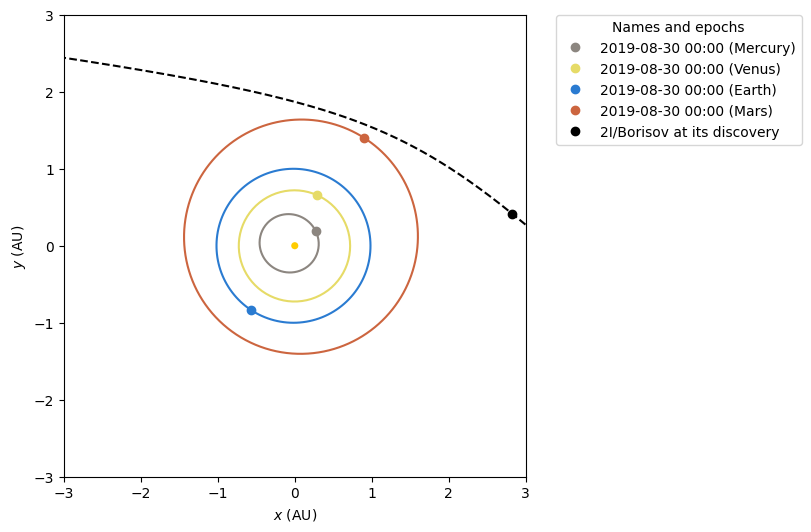 Names and epochs
2019-08-30 00:00 (Mercury)
2019-08-30 00:00 (Venus)
2019-08-30 00:00 (Earth)
2019-08-30 00:00 (Mars)
2I/Borisov at its discovery
y (AU)
3
2
1
0
−1
−2
−3
−3
−2
−1
0
1
2
3
x (AU)